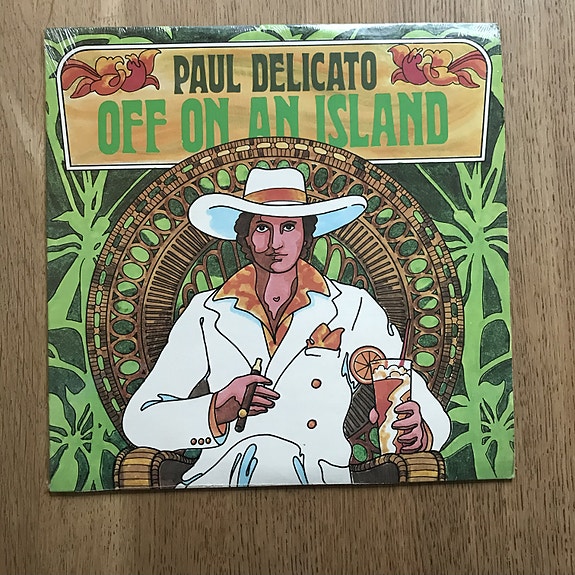 PAUL DELICATO
OFF ON AN ISLAND